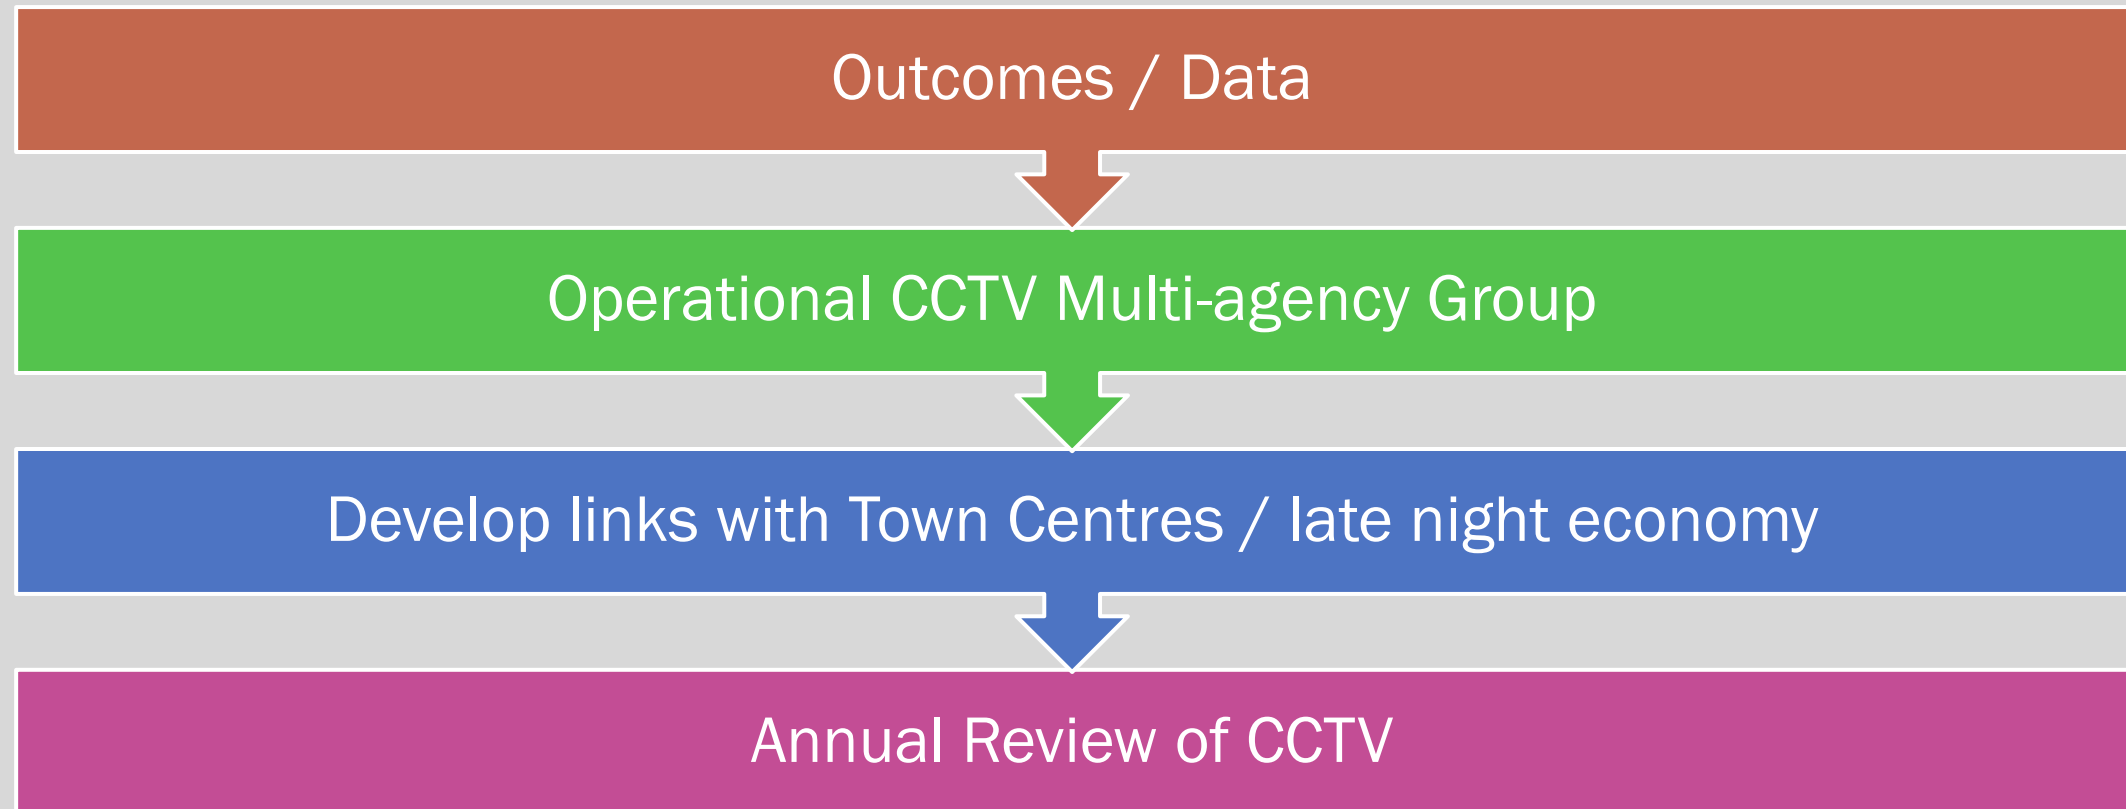 Outcomes / Data
Operational CCTV Multi-agency Group
Develop links with Town Centres / late night economy
Annual Review of CCTV